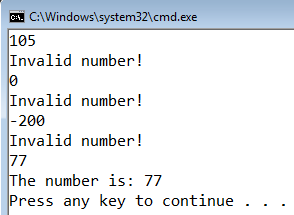 C:\Windows\system32\cmd.exe
105
Invalid number!
0
Invalid number!
-200
Invalid number!
77
The number is: 77
Press any key to continue . . .